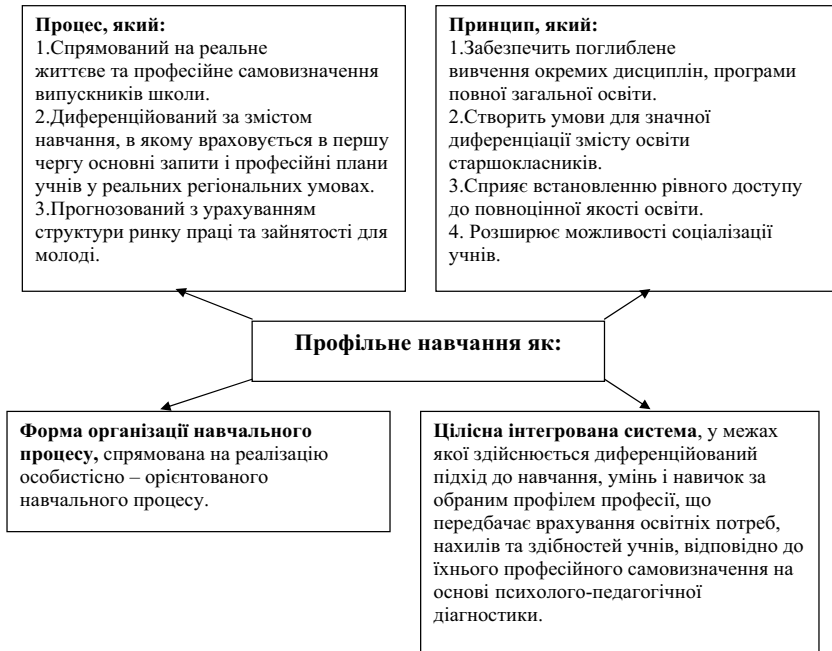 Процес, який:
1.Спрямований на реальне
життєве та професійне самовизначення
випускників школи.
2.Диференційований за змістом
навчання, в якому враховується в першу
чергу основні запити і професійні плани
учнів у реальних регіональних умовах.
3.Прогнозований з урахуванням
структури ринку праці та зайнятості для
молоді.
Принцип, який:
1.Забезпечить поглиблене
вивчення окремих дисциплін, програми
повної загальної освіти.
2.Створить умови для значної
диференціації змісту освіти
старшокласників.
3.Сприяє встановленню рівного доступу
до повноцінної якості освіти.
4. Розширює можливості соціалізації
учнів.
Профільне навчання як:
Форма організації навчального
процесу, спрямована на реалізацію
особистісно – орієнтованого
навчального процесу.
Цілісна інтегрована система, у межах
якої здійснюється диференційований
підхід до навчання, умінь і навичок за
обраним профілем професії, що
передбачає врахування освітніх потреб,
нахилів та здібностей учнів, відповідно до
їхнього професійного самовизначення на
основі психолого-педагогічної
діагностики.